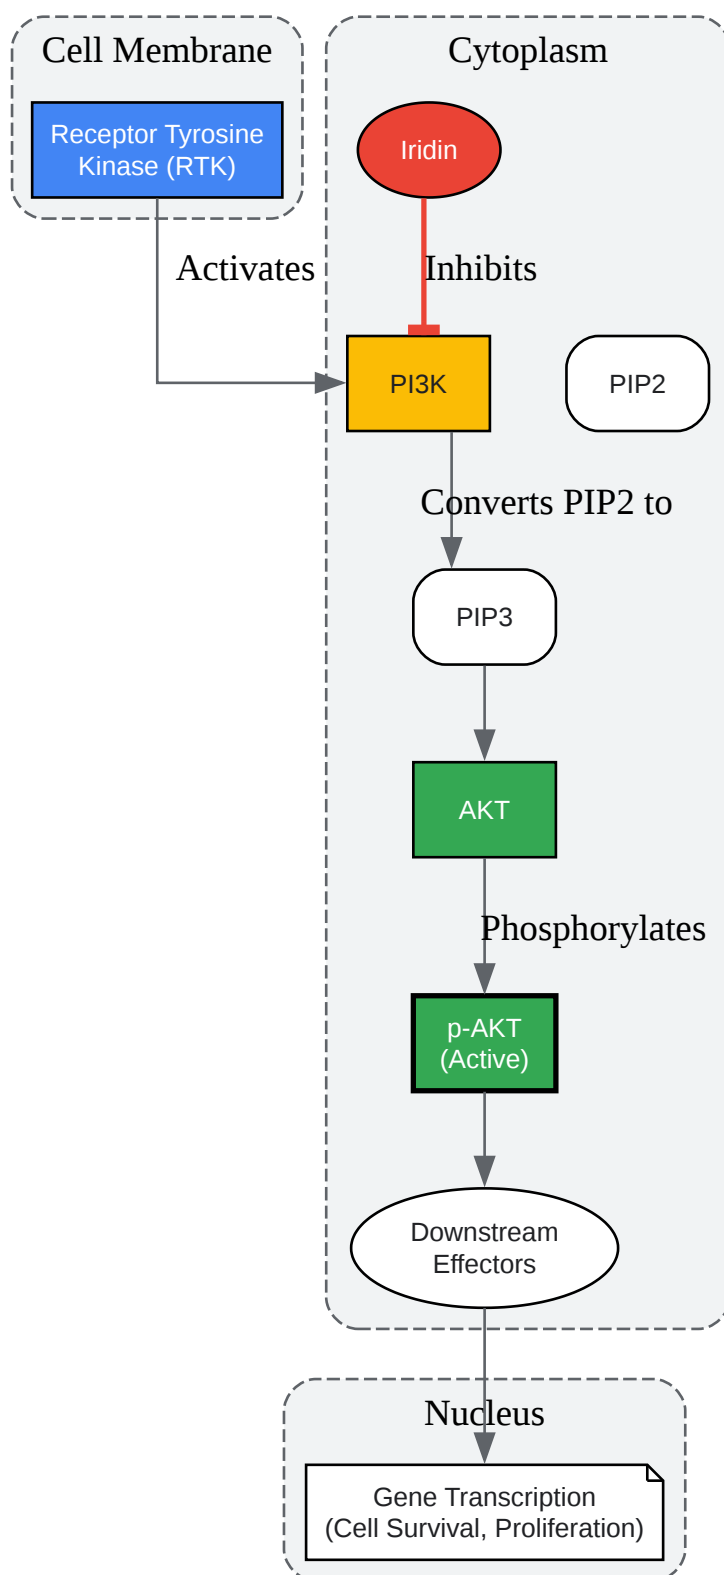 Cell Membrane
Cytoplasm
Receptor Tyrosine
Kinase (RTK)
Iridin
Activates
Inhibits
PI3K
PIP2
Converts PIP2 to
PIP3
AKT
Phosphorylates
p-AKT
(Active)
Downstream
Effectors
Nucleus
Gene Transcription
(Cell Survival, Proliferation)